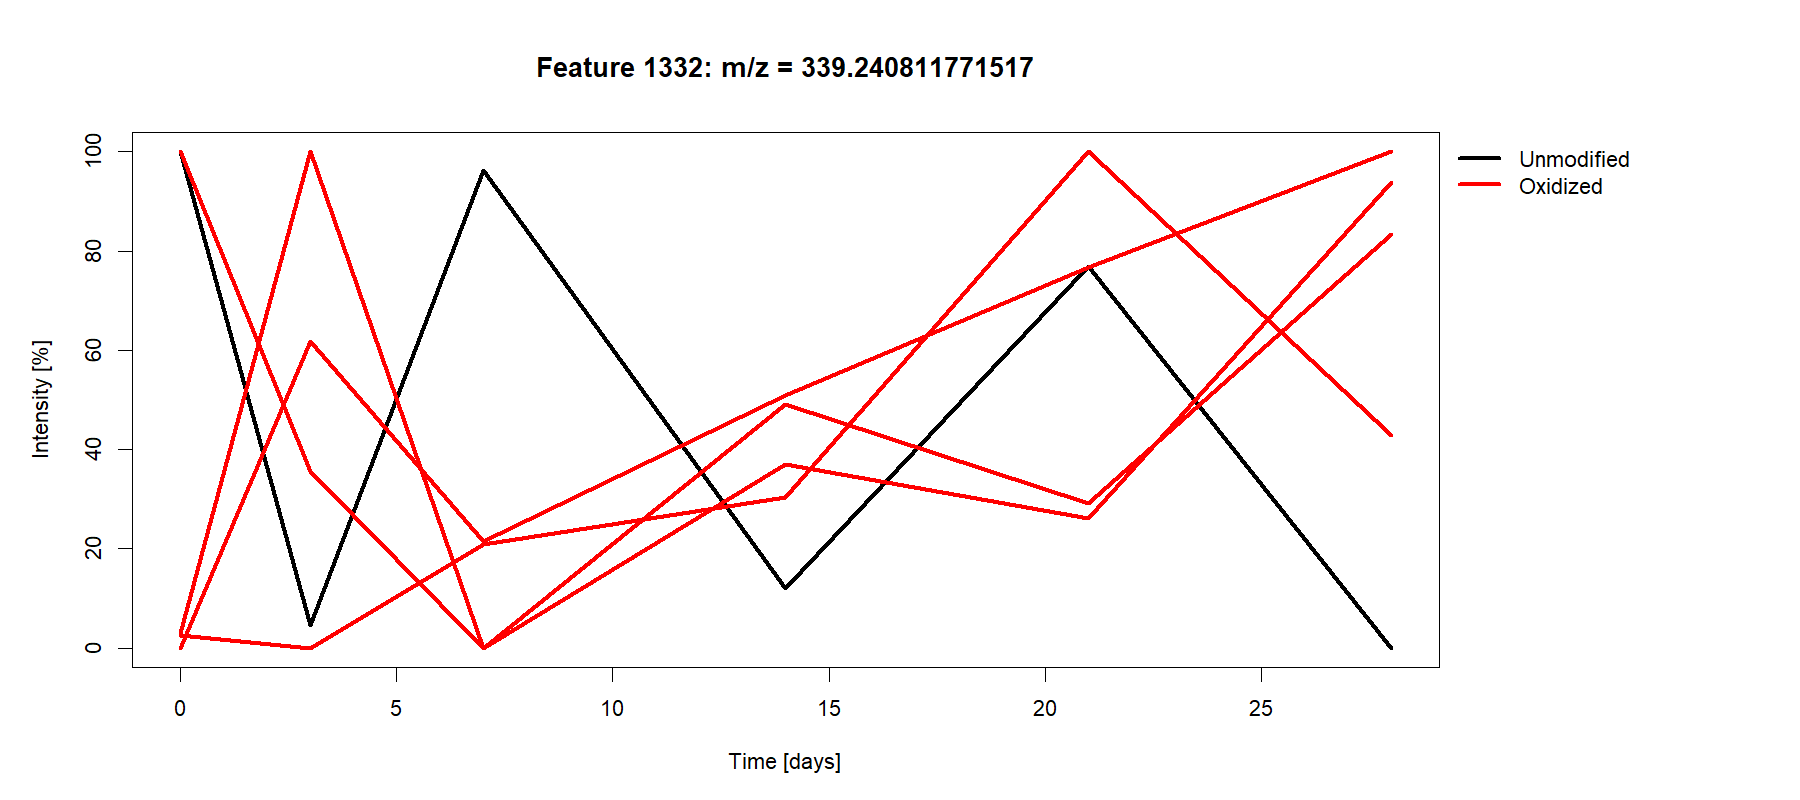 Feature 1332: m/z = 339.240811771517
100
80
60
40
20
0
Intensity [%]
0 5 10 15 20 25
Time [days]
Unmodified
Oxidized